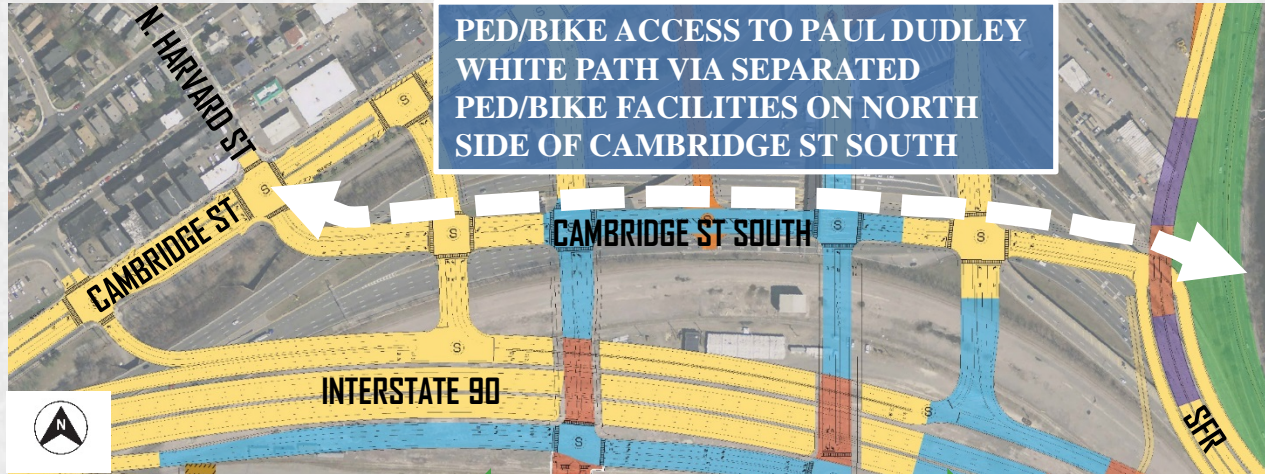 PED/BIKE ACCESS TO PAUL DUDLEY
WHITE PATH VIA SEPARATED
PED/BIKE FACILITIES ON NORTH
SIDE OF CAMBRIDGE ST SOUTH
N. HARVARD ST
S
S
CAMBRIDGE ST
S
S
S
S
S
CAMBRIDGE ST SOUTH
S
INTERSTATE 90
S
S
S
SFR
N